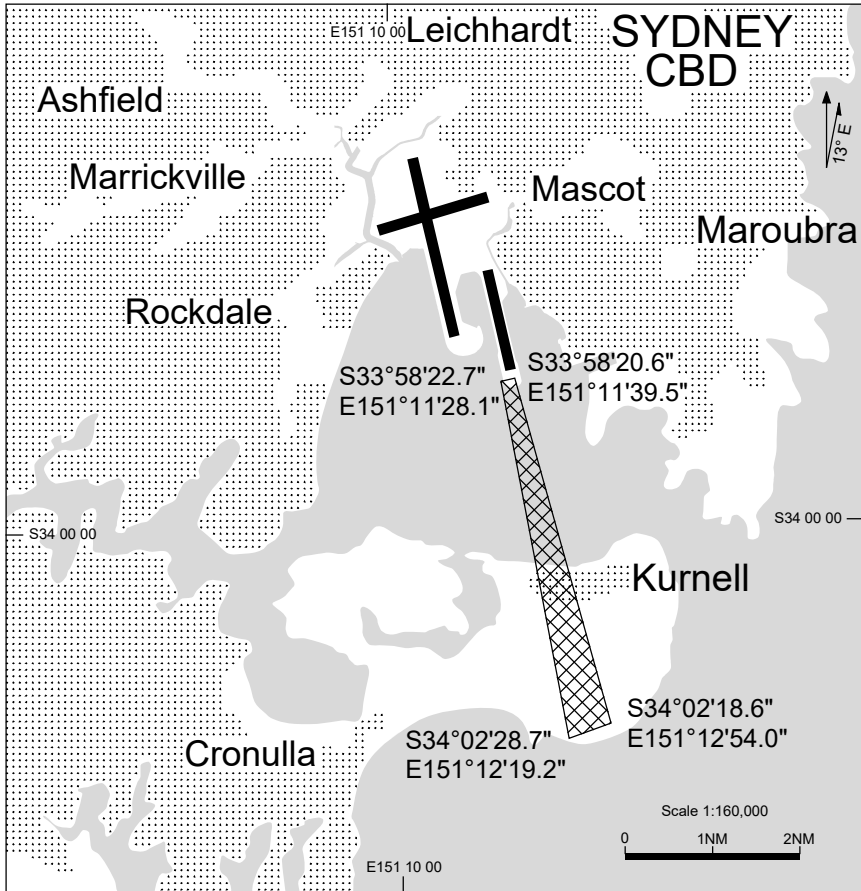 E151 10 00
Leichhardt
SYDNEY
CBD
Ashfield
13° E
Marrickville
Mascot
Maroubra
Rockdale
S33°58'22.7"
E151°11'28.1"
S33°58'20.6"
E151°11'39.5"
S34 00 00
S34 00 00
Kurnell
S34°02'28.7"
E151°12'19.2"
S34°02'18.6"
E151°12'54.0"
Cronulla
Scale 1:160,000
0 1NM 2NM
E151 10 00